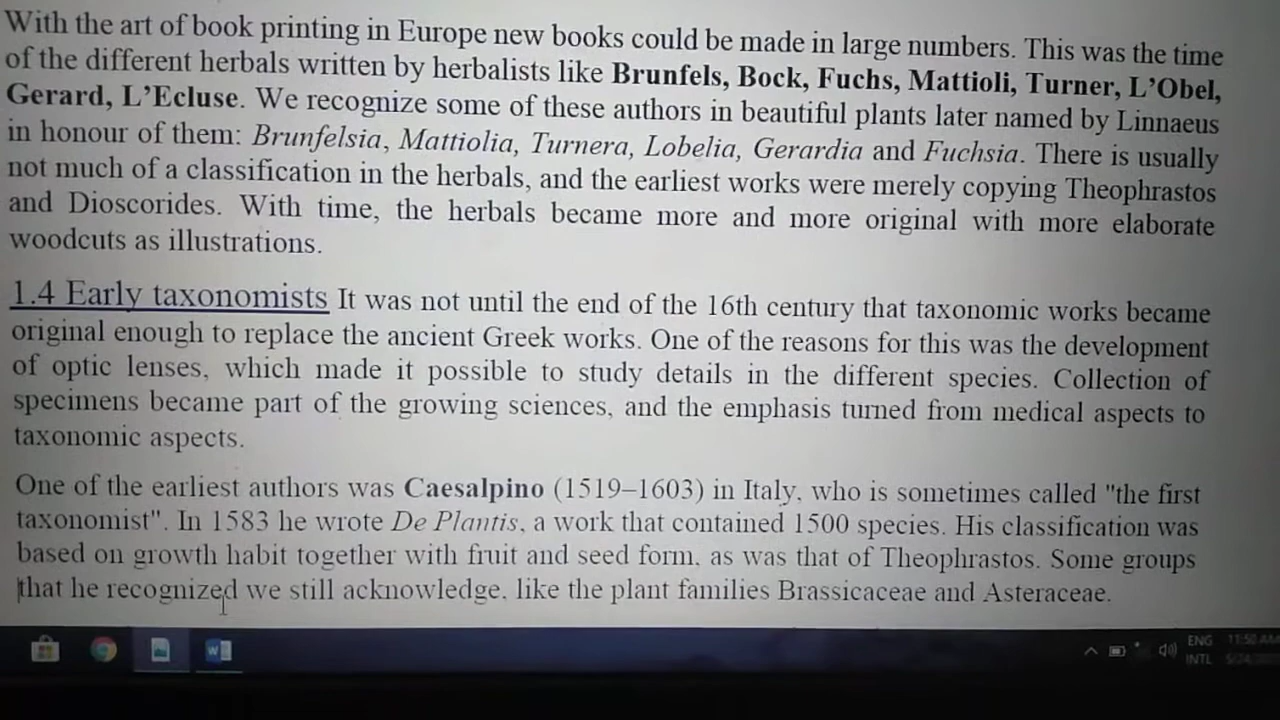 With the art of book printing in Europe new books could be made in large numbers. This was the time
of the different herbals written by herbalists like Brunfels, Bock, Fuchs, Mattioli, Turner, L’Obel,
Gerard, L’Ecluse. We recognize some of these authors in beautiful plants later named by Linnaeus
in honour of them: Brunfelsia, Mattiolia, Turnera, Lobelia, Gerardia and Fuchsia. There is usually
not much of a classification in the herbals, and the earliest works were merely copying Theophrastos
and Dioscorides. With time, the herbals became more and more original with more elaborate
woodcuts as illustrations.
1.4 Early taxonomists It was not until the end of the 16th century that taxonomic works became
original enough to replace the ancient Greek works. One of the reasons for this was the development
of optic lenses, which made it possible to study details in the different species. Collection of
specimens became part of the growing sciences, and the emphasis turned from medical aspects to
taxonomic aspects.
One of the earliest authors was Caesalpino (1519–1603) in Italy, who is sometimes called "the first
taxonomist". In 1583 he wrote De Plantis, a work that contained 1500 species. His classification was
based on growth habit together with fruit and seed form, as was that of Theophrastos. Some groups
that he recognized we still acknowledge, like the plant families Brassicaceae and Asteraceae.
W
ENG 11:50 AM
INTL